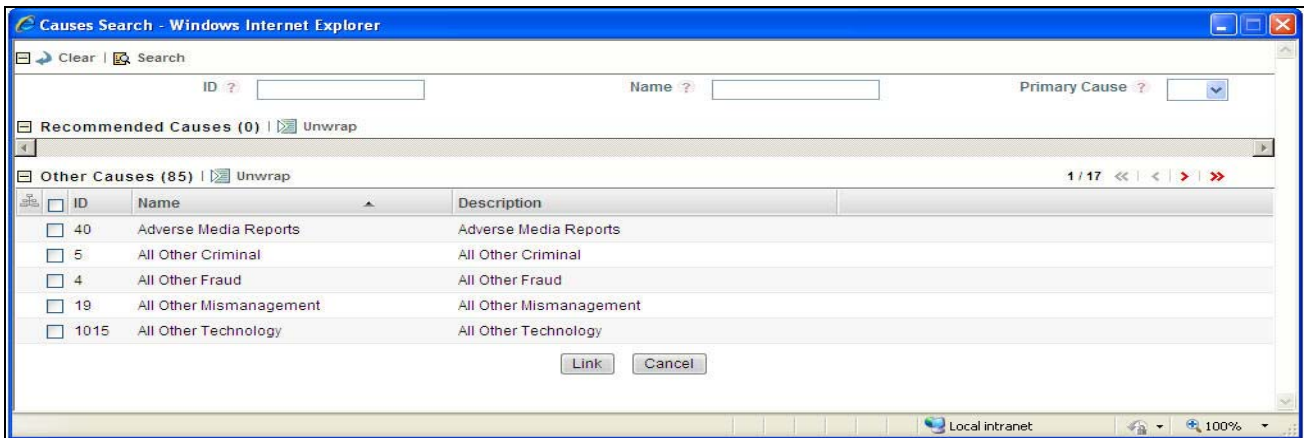 Causes Search - Windows Internet Explorer
Clear | Search
ID ? Name ? Primary Cause ?
Recommended Causes (0) | Unwrap
Other Causes (85) | Unwrap 1 / 17
ID Name Description
40 Adverse Media Reports Adverse Media Reports
5 All Other Criminal All Other Criminal
4 All Other Fraud All Other Fraud
19 All Other Mismanagement All Other Mismanagement
1015 All Other Technology All Other Technology
Link Cancel
Local intranet 100%